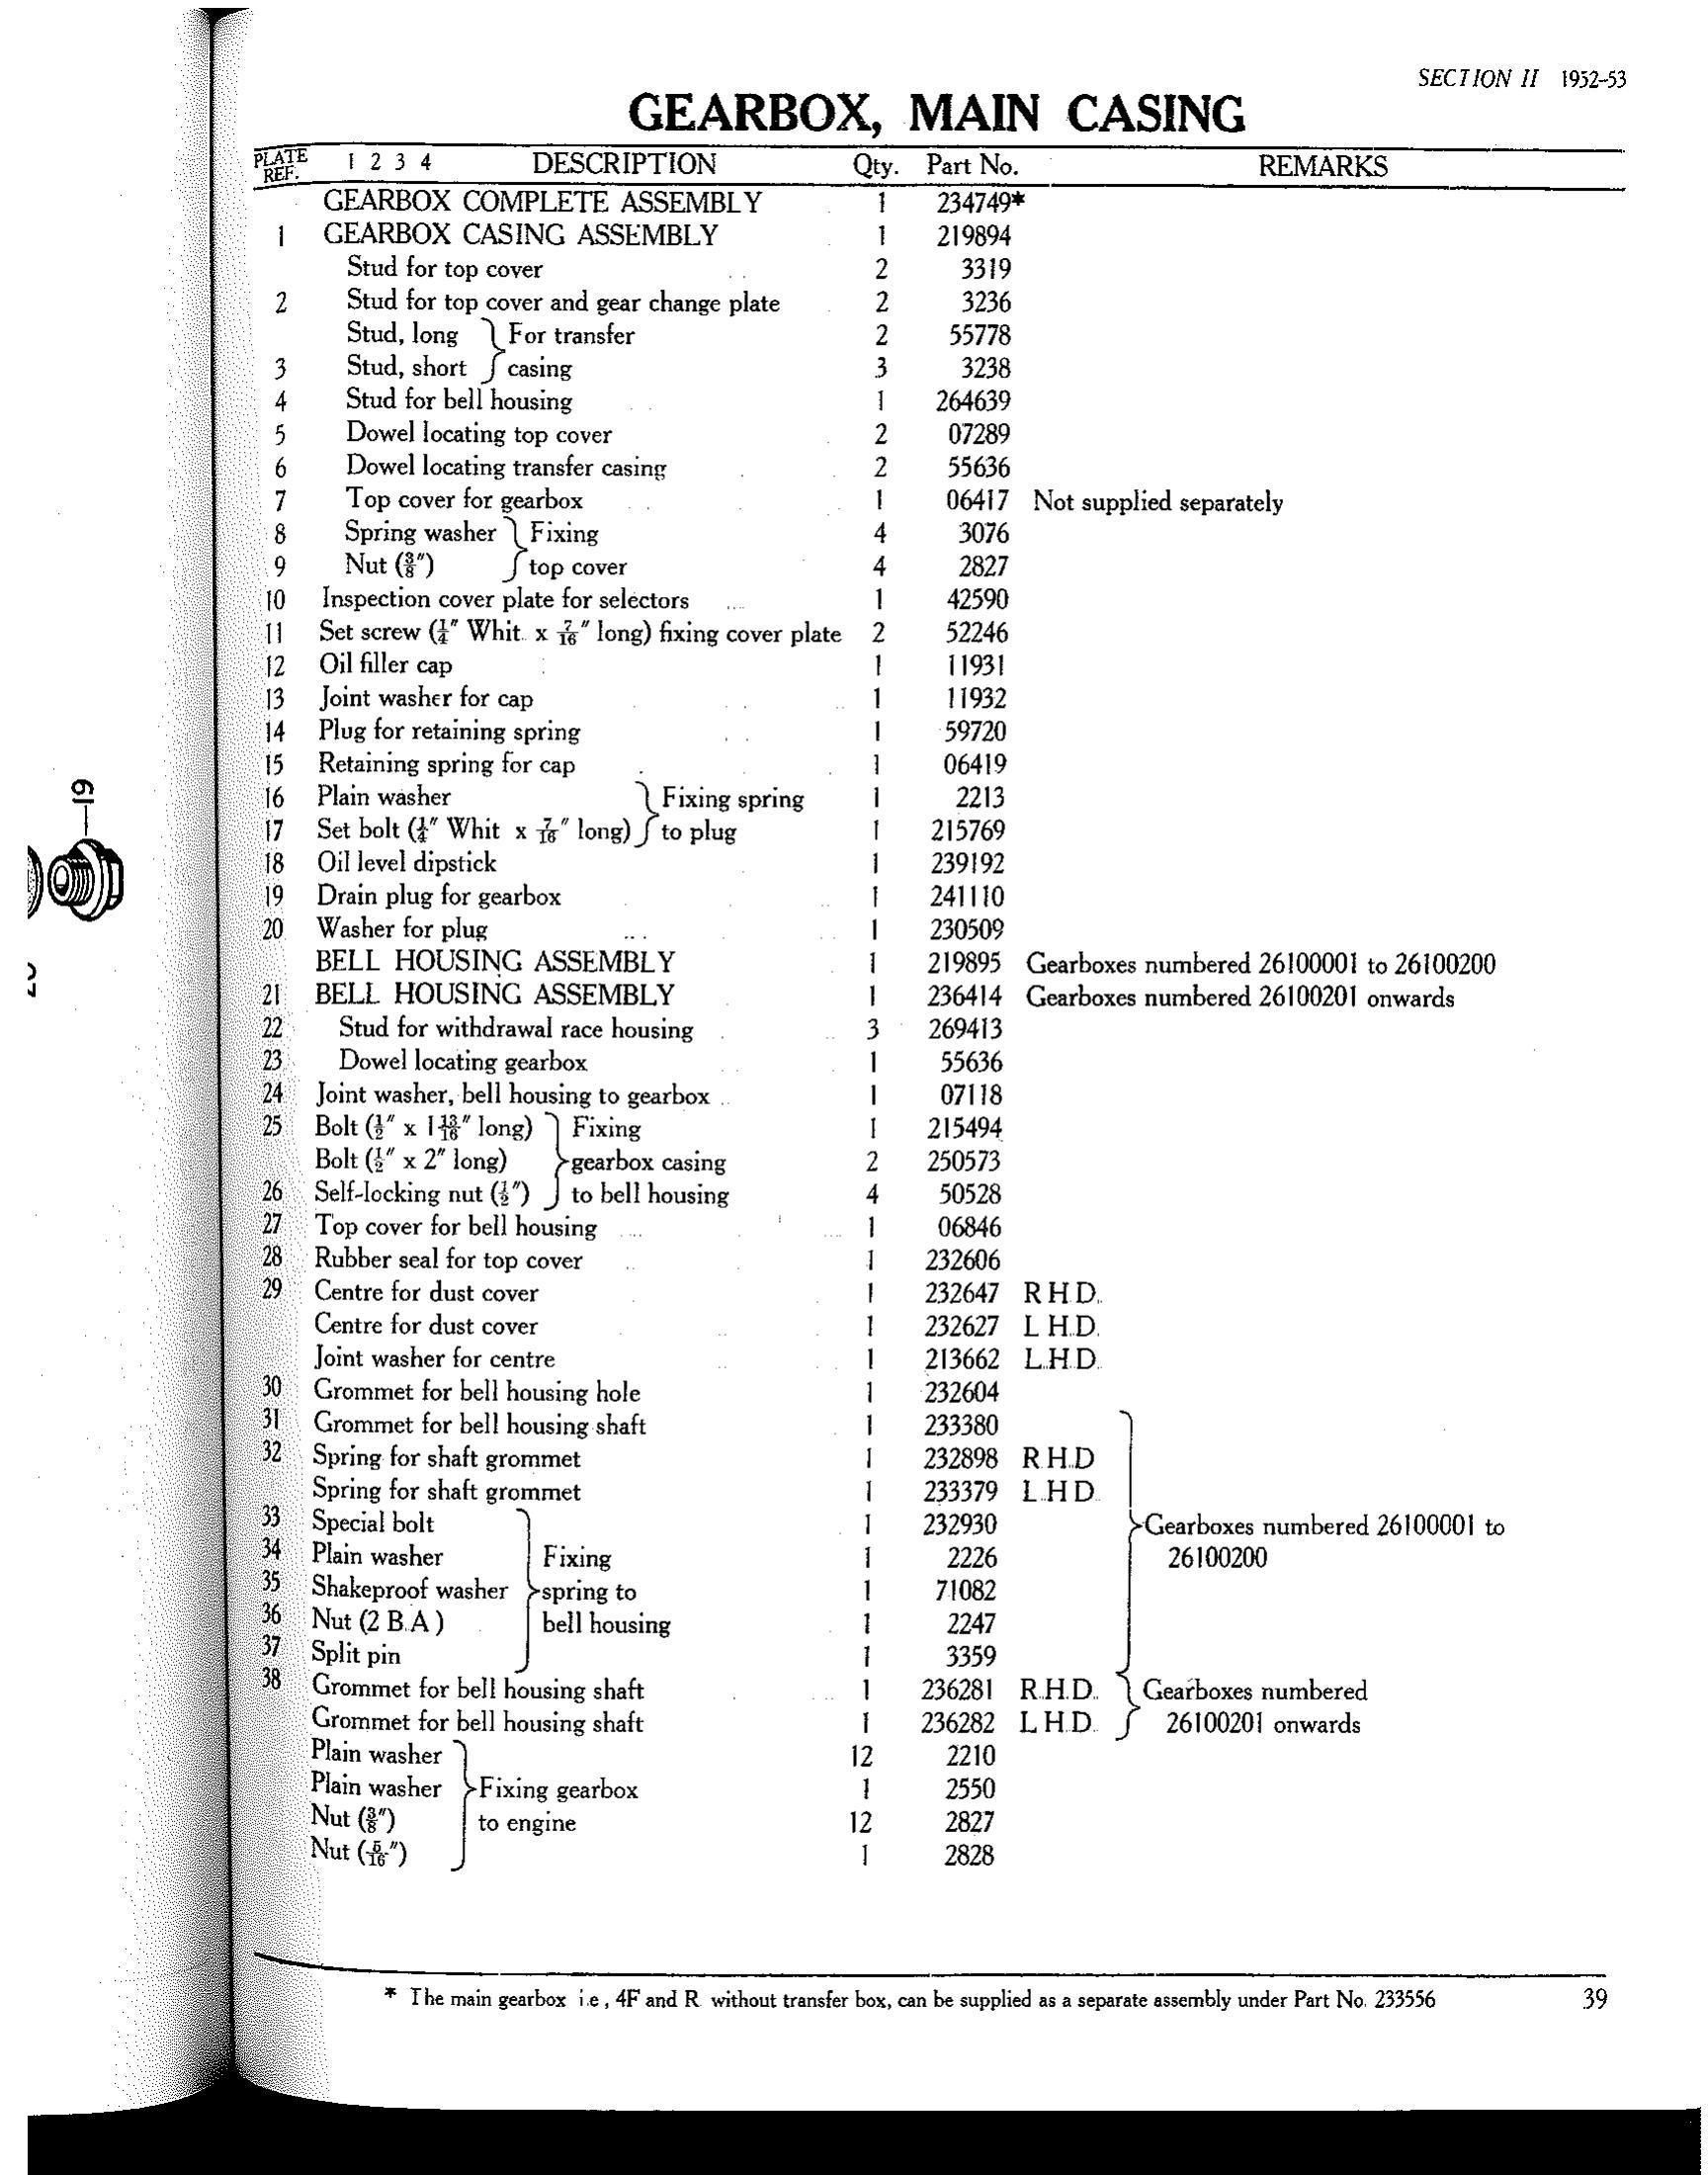 SECTION II 1952-53
GEARBOX, MAIN CASING
PLATE REF. 1 2 3 4 DESCRIPTION Qty. Part No. REMARKS
GEARBOX COMPLETE ASSEMBLY 1 234749*
1 GEARBOX CASING ASSEMBLY 1 219894
Stud for top cover 2 3319
2 Stud for top cover and gear change plate 2 3236
Stud, long } For transfer 2 55778
3 Stud, short } casing 3 3238
4 Stud for bell housing 1 264639
5 Dowel locating top cover 2 07289
6 Dowel locating transfer casing 2 55636
7 Top cover for gearbox 1 06417 Not supplied separately
8 Spring washer } Fixing 4 3076
9 Nut (3/8″) } top cover 4 2827
10 Inspection cover plate for selectors 1 42590
11 Set screw (1/4″ Whit. x 7/16″ long) fixing cover plate 2 52246
12 Oil filler cap 1 11931
13 Joint washer for cap 1 11932
14 Plug for retaining spring 1 59720
15 Retaining spring for cap 1 06419
16 Plain washer } Fixing spring 1 2213
17 Set bolt (1/4″ Whit x 7/16″ long) } to plug 1 215769
18 Oil level dipstick 1 239192
19 Drain plug for gearbox 1 241110
20 Washer for plug 1 230509
BELL HOUSING ASSEMBLY 1 219895 Gearboxes numbered 26100001 to 26100200
21 BELL HOUSING ASSEMBLY 1 236414 Gearboxes numbered 26100201 onwards
22 Stud for withdrawal race housing 3 269413
23 Dowel locating gearbox 1 55636
24 Joint washer, bell housing to gearbox 1 07118
25 Bolt (1/2″ x 1 13/16″ long) } Fixing 1 215494
Bolt (1/2″ x 2″ long) } gearbox casing 2 250573
26 Self-locking nut (1/2″) } to bell housing 4 50528
27 Top cover for bell housing 1 06846
28 Rubber seal for top cover 1 232606
29 Centre for dust cover 1 232647 R.H.D.
Centre for dust cover 1 232627 L.H.D.
Joint washer for centre 1 213662 L.H.D.
30 Grommet for bell housing hole 1 232604
31 Grommet for bell housing shaft 1 233380
32 Spring for shaft grommet 1 232898 R.H.D
Spring for shaft grommet 1 233379 L.H.D
33 Special bolt 1 232930 } Gearboxes numbered 26100001 to
34 Plain washer } Fixing 1 2226 26100200
35 Shakeproof washer } spring to 1 71082
36 Nut (2 B.A) } bell housing 1 2247
37 Split pin 1 3359
38 Grommet for bell housing shaft 1 236281 R.H.D. } Gearboxes numbered
Grommet for bell housing shaft 1 236282 L.H.D. } 26100201 onwards
Plain washer 12 2210
Plain washer } Fixing gearbox 1 2550
Nut (3/8″) } to engine 12 2827
Nut (5/16″) 1 2828
* The main gearbox i.e, 4F and R without transfer box, can be supplied as a separate assembly under Part No. 233556 39
19